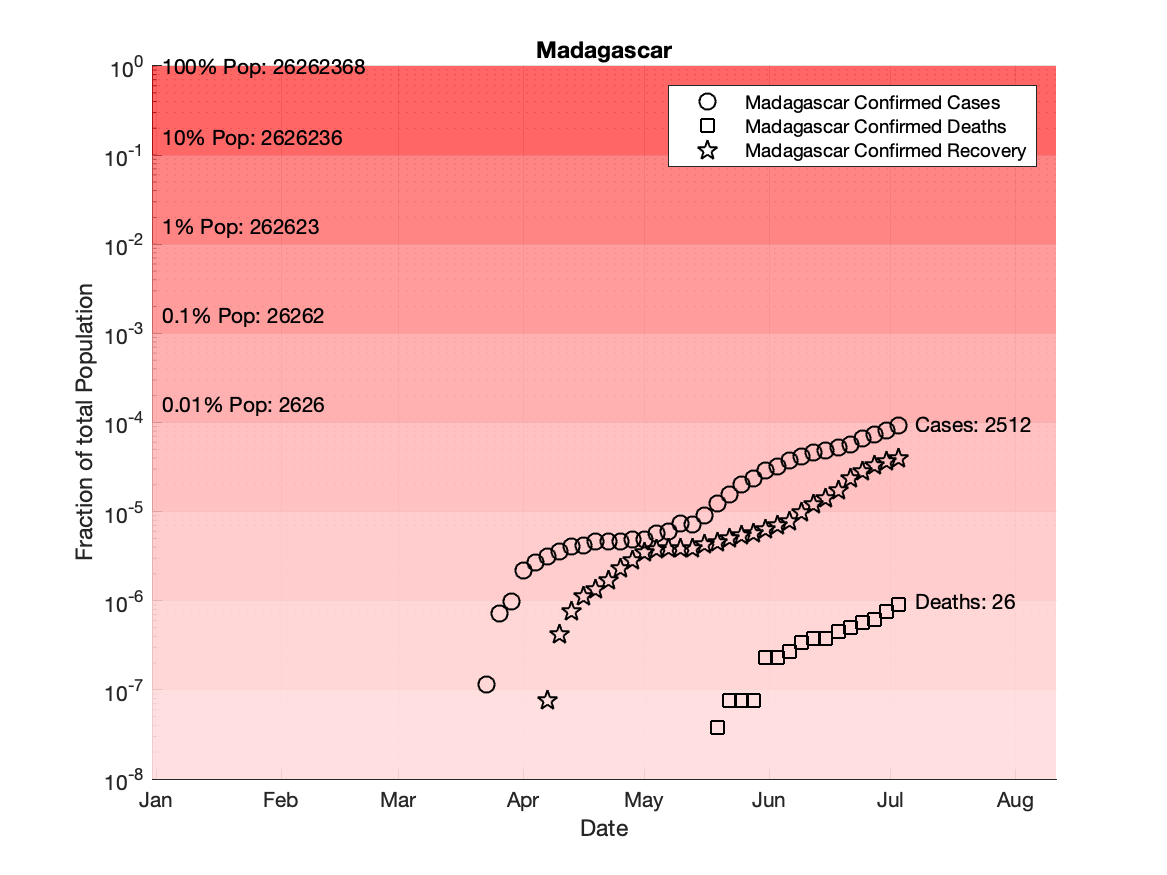 Madagascar
10^0
10^-1
10^-2
10^-3
10^-4
10^-5
10^-6
10^-7
10^-8
Fraction of total Population
100% Pop: 26262368
10% Pop: 2626236
1% Pop: 262623
0.1% Pop: 26262
0.01% Pop: 2626
Madagascar Confirmed Cases
Madagascar Confirmed Deaths
Madagascar Confirmed Recovery
Cases: 2512
Deaths: 26
Jan Feb Mar Apr May Jun Jul Aug
Date